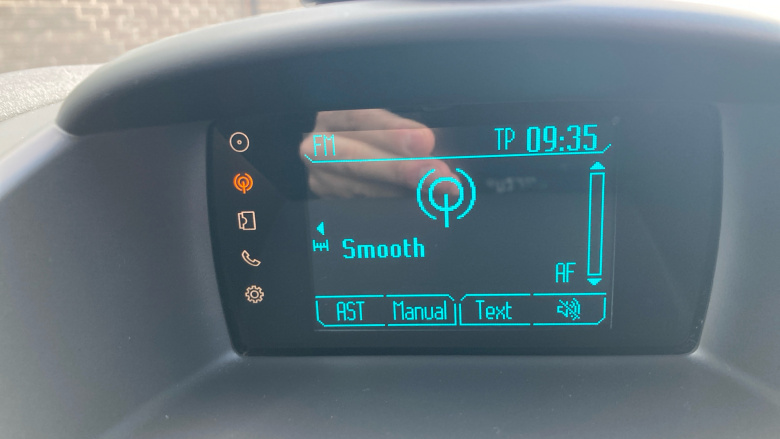 FM TP 09:35
Smooth
AF
AST Manual Text